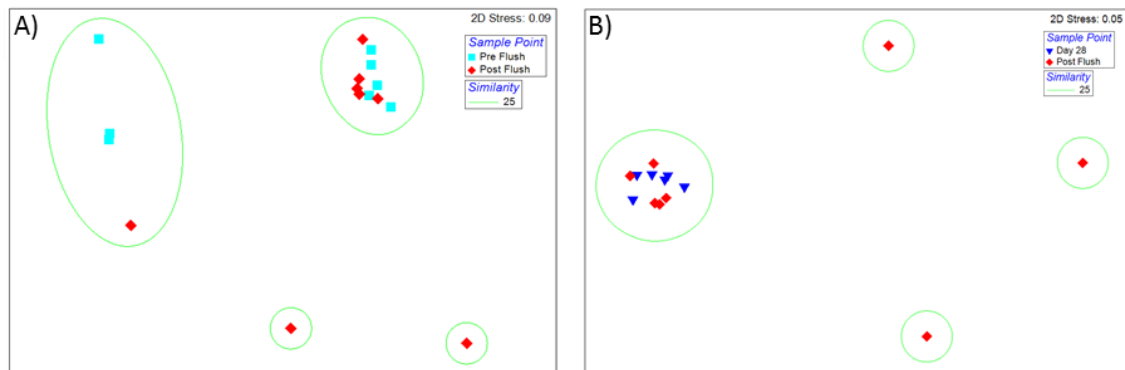 A)
2D Stress: 0.09
Sample Point
Pre Flush
Post Flush
Similarity
25
B)
2D Stress: 0.05
Sample Point
Day 28
Post Flush
Similarity
25